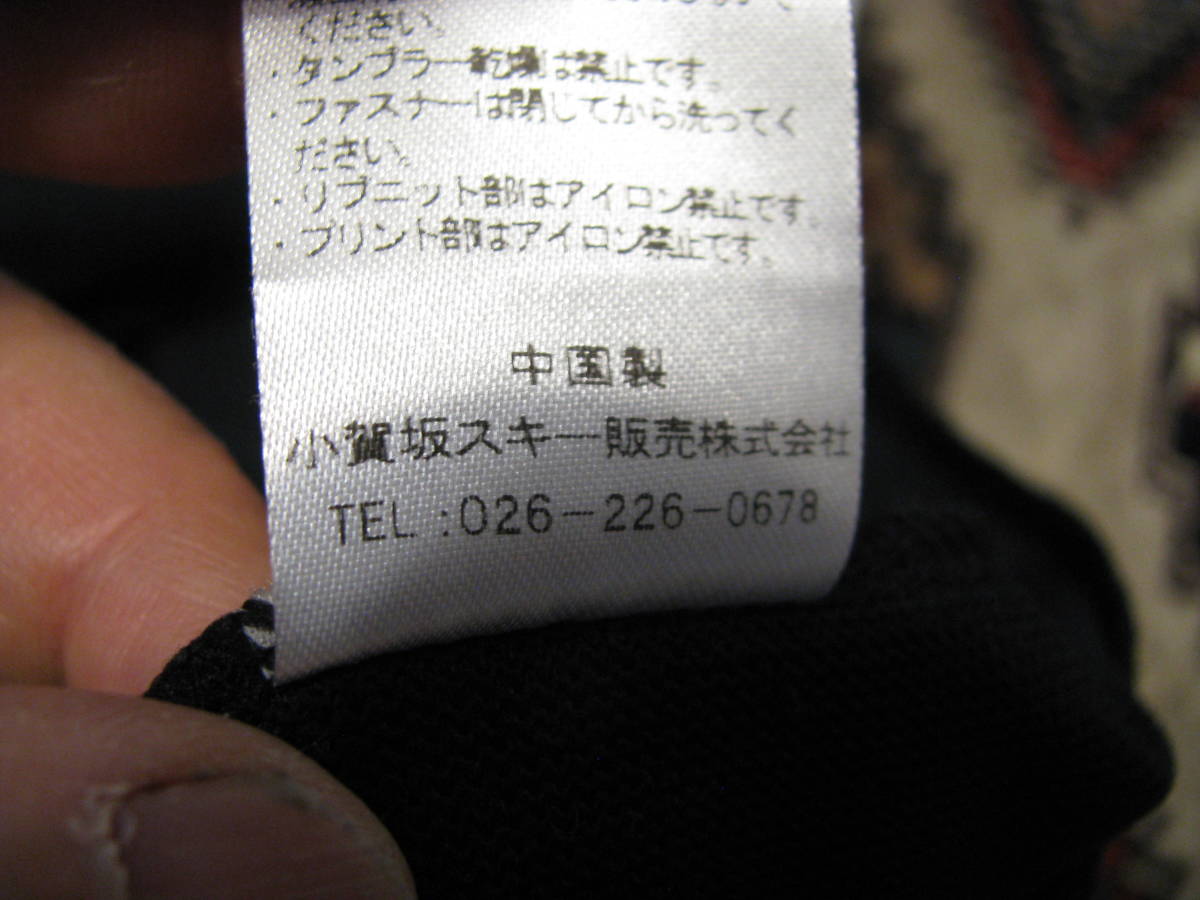 ください。
・タンブラー乾燥は禁止です。
・ファスナーは閉じてから洗ってく
ださい。
・リブニット部はアイロン禁止です。
・プリント部はアイロン禁止です。
中国製
小賀坂スキー販売株式会社
TEL:026-226-0678